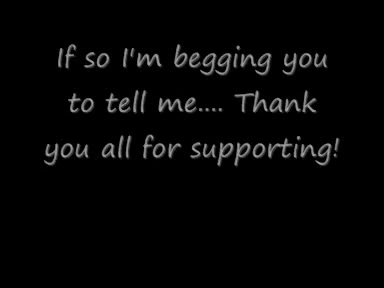 If so I'm begging you
to tell me.... Thank
you all for supporting!